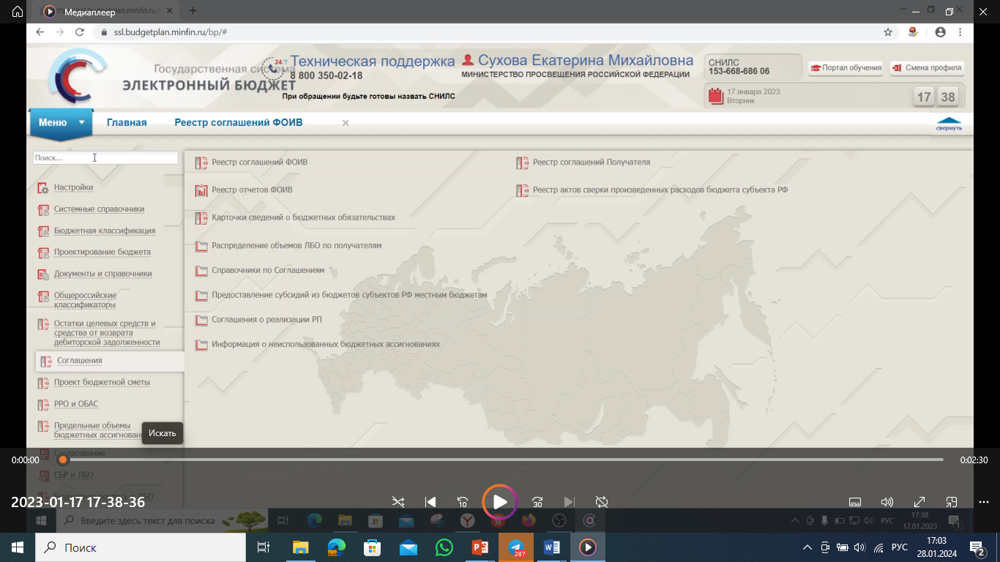 Медиаплеер
ssl.budgetplan.minfin.ru/bp/#
Государственная система
ЭЛЕКТРОННЫЙ БЮДЖЕТ
24/7
Техническая поддержка
8 800 350-02-18
При обращении будьте готовы назвать СНИЛС
Сухова Екатерина Михайловна
МИНИСТЕРСТВО ПРОСВЕЩЕНИЯ РОССИЙСКОЙ ФЕДЕРАЦИИ
СНИЛС
153-668-686 06
Портал обучения
Смена профиля
17 января 2023
Вторник
17 38
Меню
Главная
Реестр соглашений ФОИВ
свернуть
Поиск...
Настройки
Системные справочники
Бюджетная классификация
Проектирование бюджета
Документы и справочники
Общероссийские
классификаторы
Остатки целевых средств и
средства от возврата
дебиторской задолженности
Соглашения
Проект бюджетной сметы
РРО и ОБАС
Предельные объемы
бюджетных ассигнован
Согласование
СБР и ЛБО
Реестр соглашений ФОИВ
Реестр отчетов ФОИВ
Карточки сведений о бюджетных обязательствах
Распределение объемов ЛБО по получателям
Справочники по Соглашениям
Предоставление субсидий из бюджетов субъектов РФ местным бюджетам
Соглашения о реализации РП
Информация о неиспользованных бюджетных ассигнованиях
Реестр соглашений Получателя
Реестр актов сверки произведенных расходов бюджета субъекта РФ
Искать
0:00:00
0:02:30
2023-01-17 17-38-36
10
30
Введите здесь текст для поиска
РУС
17:38
17.01.2023
1
Поиск
287
РУС
17:03
28.01.2024
2